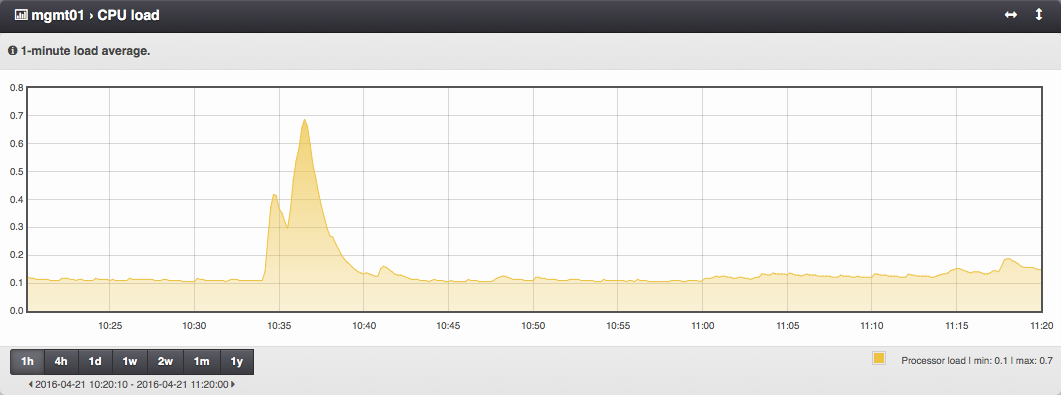 mgmt01 › CPU load
1-minute load average.
0.8
0.7
0.6
0.5
0.4
0.3
0.2
0.1
0.0
10:25 10:30 10:35 10:40 10:45 10:50 10:55 11:00 11:05 11:10 11:15 11:20
1h 4h 1d 1w 2w 1m 1y
Processor load | min: 0.1 | max: 0.7
2016-04-21 10:20:10 - 2016-04-21 11:20:00